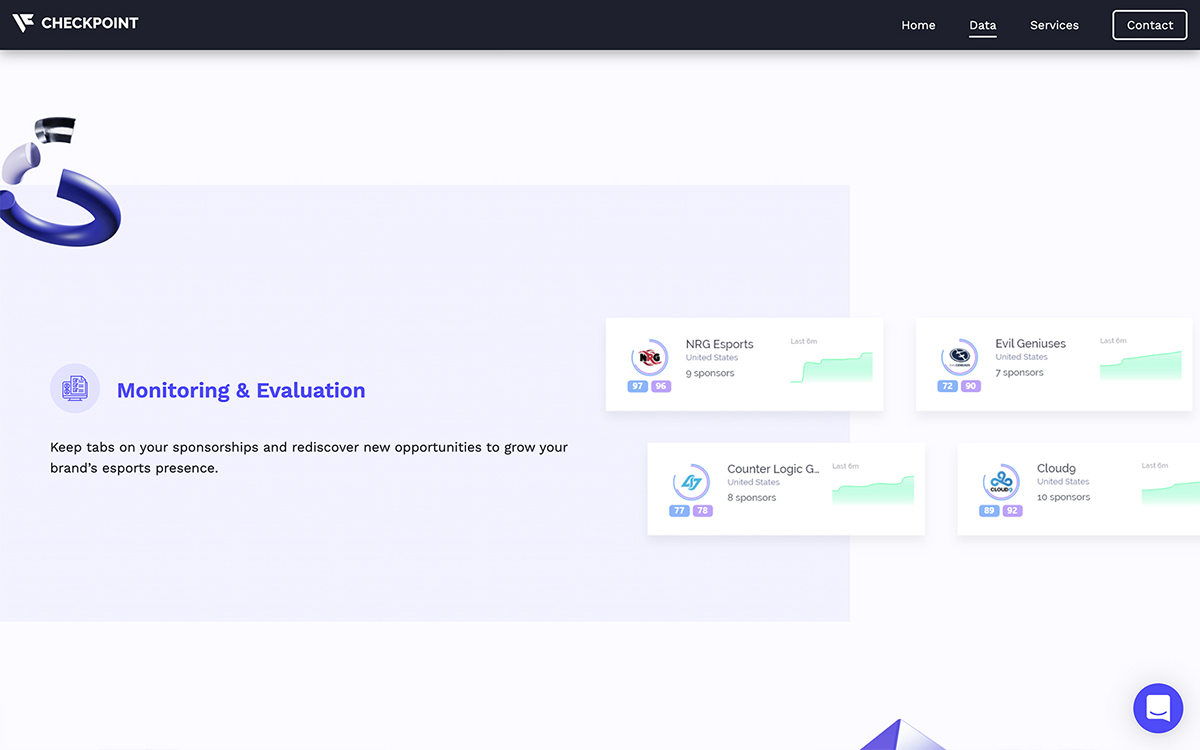 CHECKPOINT
Home
Data
Services
Contact
Monitoring & Evaluation
Keep tabs on your sponsorships and rediscover new opportunities to grow your
brand’s esports presence.
NRG Esports
United States
9 sponsors
Last 6m
NRG
97 96
Evil Geniuses
United States
7 sponsors
Last 6m
72 90
Counter Logic G...
United States
8 sponsors
Last 6m
77 78
Cloud9
United States
10 sponsors
Last 6m
CLOUD9
89 92